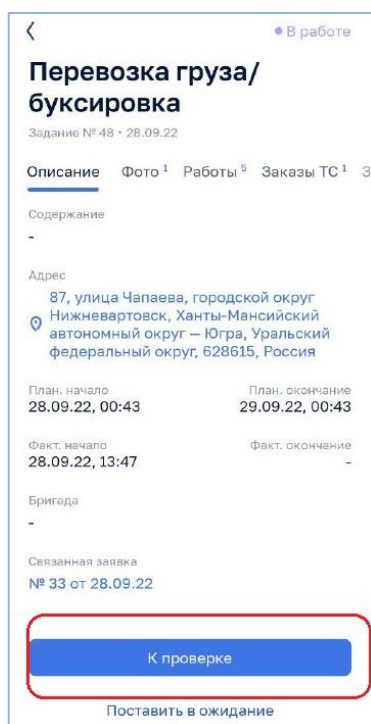 В работе
Перевозка груза/
буксировка
Задание № 48 • 28.09.22
Описание Фото 1 Работы 5 Заказы ТС 1 З
Содержание
-
Адрес
87, улица Чапаева, городской округ
Нижневартовск, Ханты-Мансийский
автономный округ — Югра, Уральский
федеральный округ, 628615, Россия
План. начало План. окончание
28.09.22, 00:43 29.09.22, 00:43
Факт. начало Факт. окончание
28.09.22, 13:47 -
Бригада
-
Связанная заявка
№ 33 от 28.09.22
К проверке
Поставить в ожидание